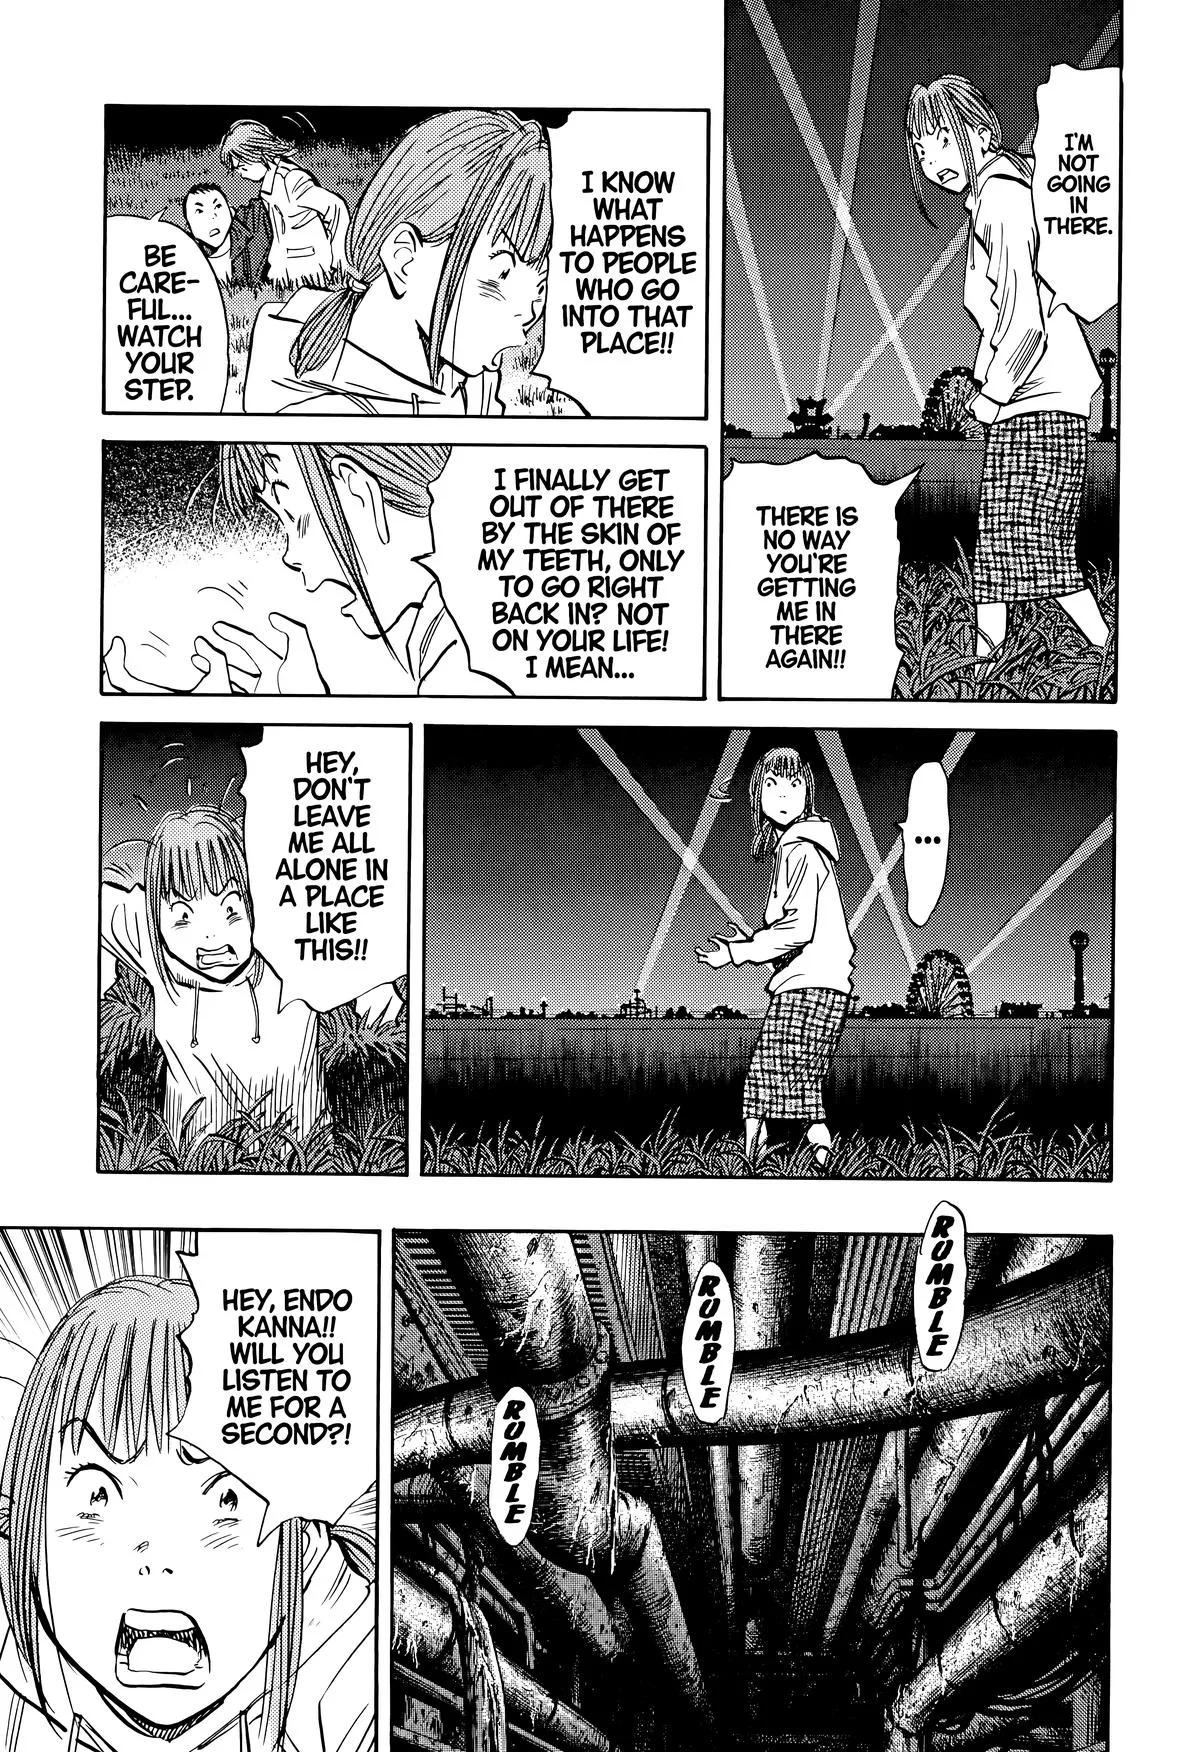 I'M
NOT
GOING
IN
THERE.
THERE IS
NO WAY
YOU'RE
GETTING
ME IN
THERE
AGAIN!!
I KNOW
WHAT
HAPPENS
TO PEOPLE
WHO GO
INTO THAT
PLACE!!
BE
CARE-
FUL...
WATCH
YOUR
STEP.
I FINALLY GET
OUT OF THERE
BY THE SKIN OF
MY TEETH, ONLY
TO GO RIGHT
BACK IN? NOT
ON YOUR LIFE!
I MEAN...
...
HEY,
DON'T
LEAVE
ME ALL
ALONE IN
A PLACE
LIKE
THIS!!
RUMBLE
RUMBLE
RUMBLE
HEY, ENDO
KANNA!!
WILL YOU
LISTEN TO
ME FOR A
SECOND?!